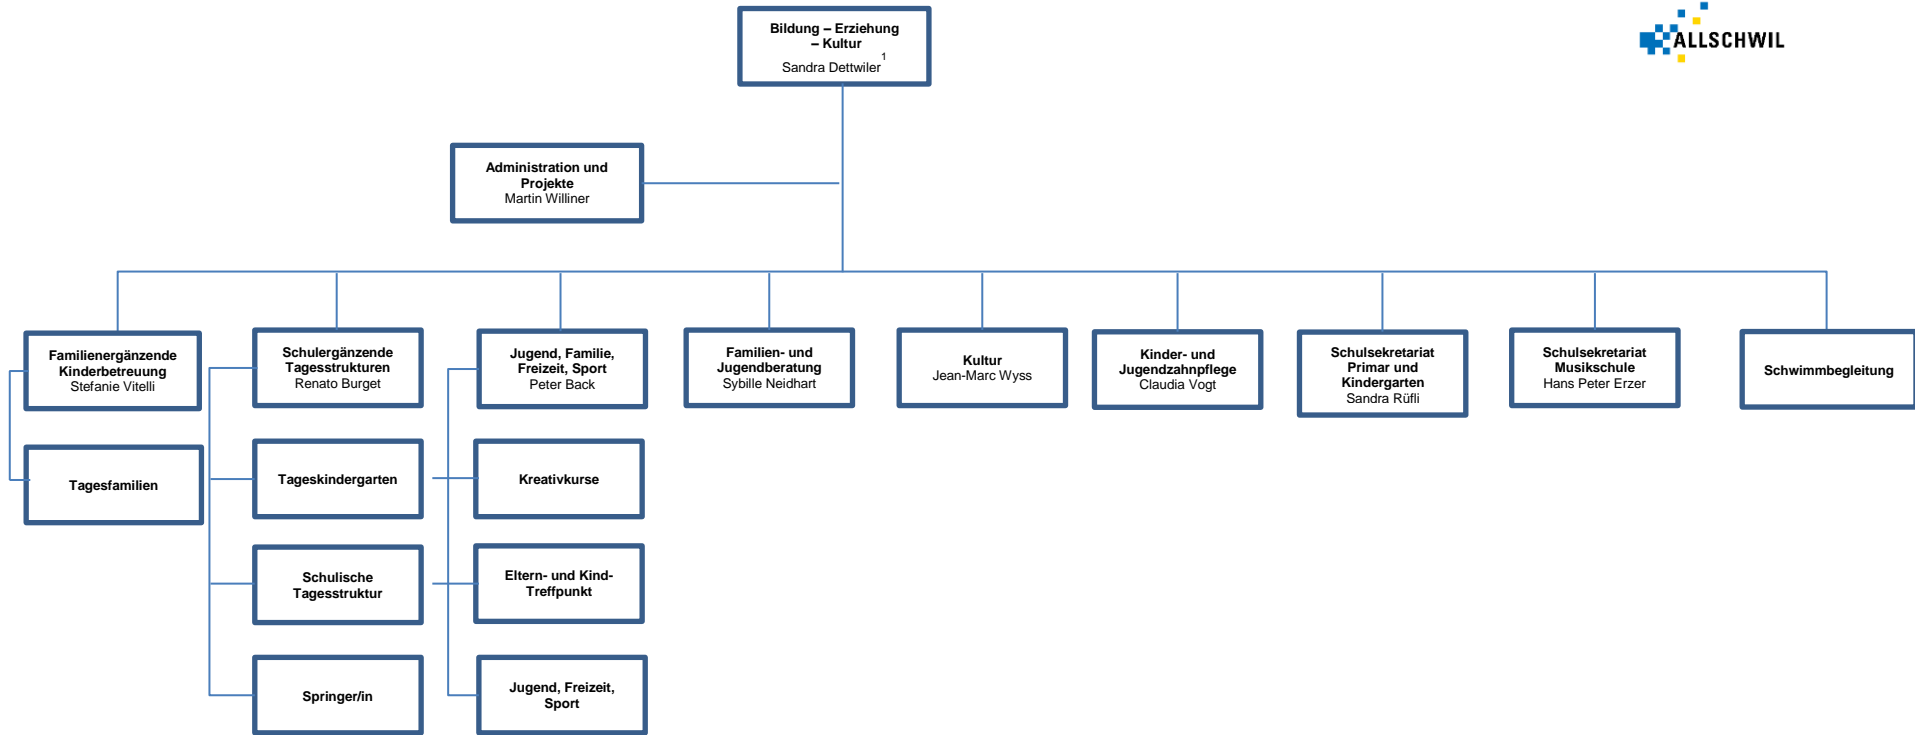 Bildung – Erziehung
– Kultur
Sandra Dettwiler¹
ALLSCHWIL
Administration und
Projekte
Martin Williner
Familienergänzende
Kinderbetreuung
Stefanie Vitelli
Schulergänzende
Tagesstrukturen
Renato Burget
Jugend, Familie,
Freizeit, Sport
Peter Back
Familien- und
Jugendberatung
Sybille Neidhart
Kultur
Jean-Marc Wyss
Kinder- und
Jugendzahnpflege
Claudia Vogt
Schulsekretariat
Primar und
Kindergarten
Sandra Rüfli
Schulsekretariat
Musikschule
Hans Peter Erzer
Schwimmbegleitung
Tagesfamilien
Tageskindergarten
Kreativkurse
Schulische
Tagesstruktur
Eltern- und Kind-
Treffpunkt
Springer/in
Jugend, Freizeit,
Sport